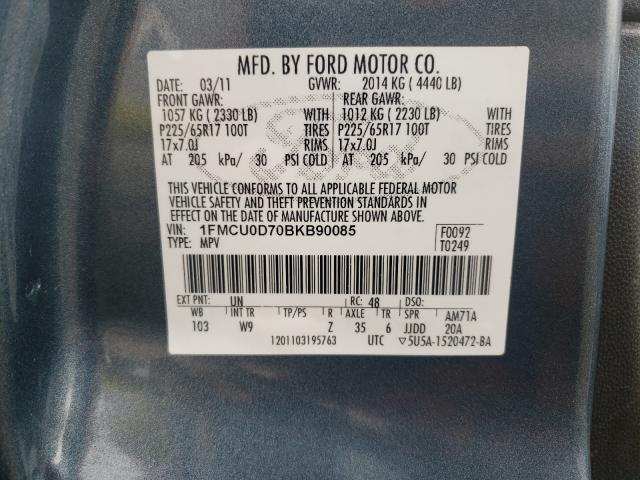 MFD. BY FORD MOTOR CO.
DATE: 03/11 GVWR: 2014 KG ( 4440 LB)
FRONT GAWR: REAR GAWR:
1057 KG ( 2330 LB) WITH 1012 KG ( 2230 LB) WITH
P225/65R17 100T TIRES P225/65R17 100T TIRES
17x7.0J RIMS 17x7.0J RIMS
AT 205 kPa/ 30 PSI COLD AT 205 kPa/ 30 PSI COLD
THIS VEHICLE CONFORMS TO ALL APPLICABLE FEDERAL MOTOR
VEHICLE SAFETY AND THEFT PREVENTION STANDARDS IN
EFFECT ON THE DATE OF MANUFACTURE SHOWN ABOVE.
VIN: 1FMCU0D70BKB90085 F0092
TYPE: MPV T0249
EXT PNT: UN RC: 48 DSO:
WB INT TR TP/PS R AXLE TR SPR AM71A
103 W9 Z 35 6 JJDD 20A
1201103195763 UTC ▽5U5A-1520472-BA
Ford